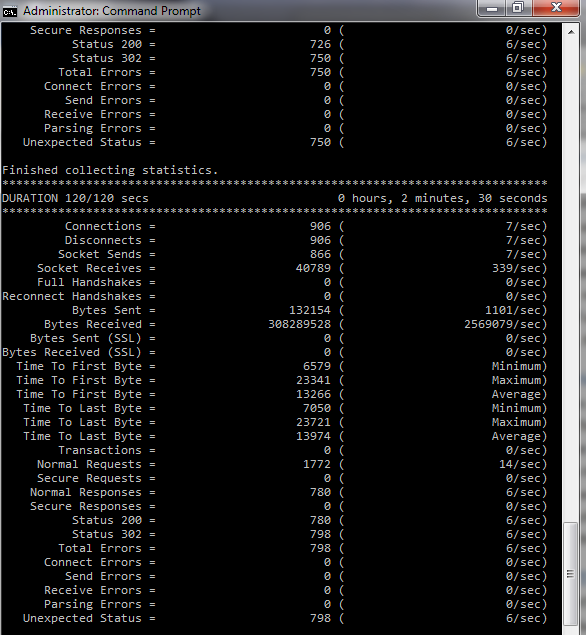 Administrator: Command Prompt
Secure Responses = 0 ( 0/sec)
Status 200 = 726 ( 6/sec)
Status 302 = 750 ( 6/sec)
Total Errors = 750 ( 6/sec)
Connect Errors = 0 ( 0/sec)
Send Errors = 0 ( 0/sec)
Receive Errors = 0 ( 0/sec)
Parsing Errors = 0 ( 0/sec)
Unexpected Status = 750 ( 6/sec)
Finished collecting statistics.
*******************************************************************************
DURATION 120/120 secs 0 hours, 2 minutes, 30 seconds
*******************************************************************************
Connections = 906 ( 7/sec)
Disconnects = 906 ( 7/sec)
Socket Sends = 866 ( 7/sec)
Socket Receives = 40789 ( 339/sec)
Full Handshakes = 0 ( 0/sec)
Reconnect Handshakes = 0 ( 0/sec)
Bytes Sent = 132154 ( 1101/sec)
Bytes Received = 308289528 ( 2569079/sec)
Bytes Sent (SSL) = 0 ( 0/sec)
Bytes Received (SSL) = 0 ( 0/sec)
Time To First Byte = 6579 ( Minimum)
Time To First Byte = 23341 ( Maximum)
Time To First Byte = 13266 ( Average)
Time To Last Byte = 7050 ( Minimum)
Time To Last Byte = 23721 ( Maximum)
Time To Last Byte = 13974 ( Average)
Transactions = 0 ( 0/sec)
Normal Requests = 1772 ( 14/sec)
Secure Requests = 0 ( 0/sec)
Normal Responses = 780 ( 6/sec)
Secure Responses = 0 ( 0/sec)
Status 200 = 780 ( 6/sec)
Status 302 = 798 ( 6/sec)
Total Errors = 798 ( 6/sec)
Connect Errors = 0 ( 0/sec)
Send Errors = 0 ( 0/sec)
Receive Errors = 0 ( 0/sec)
Parsing Errors = 0 ( 0/sec)
Unexpected Status = 798 ( 6/sec)